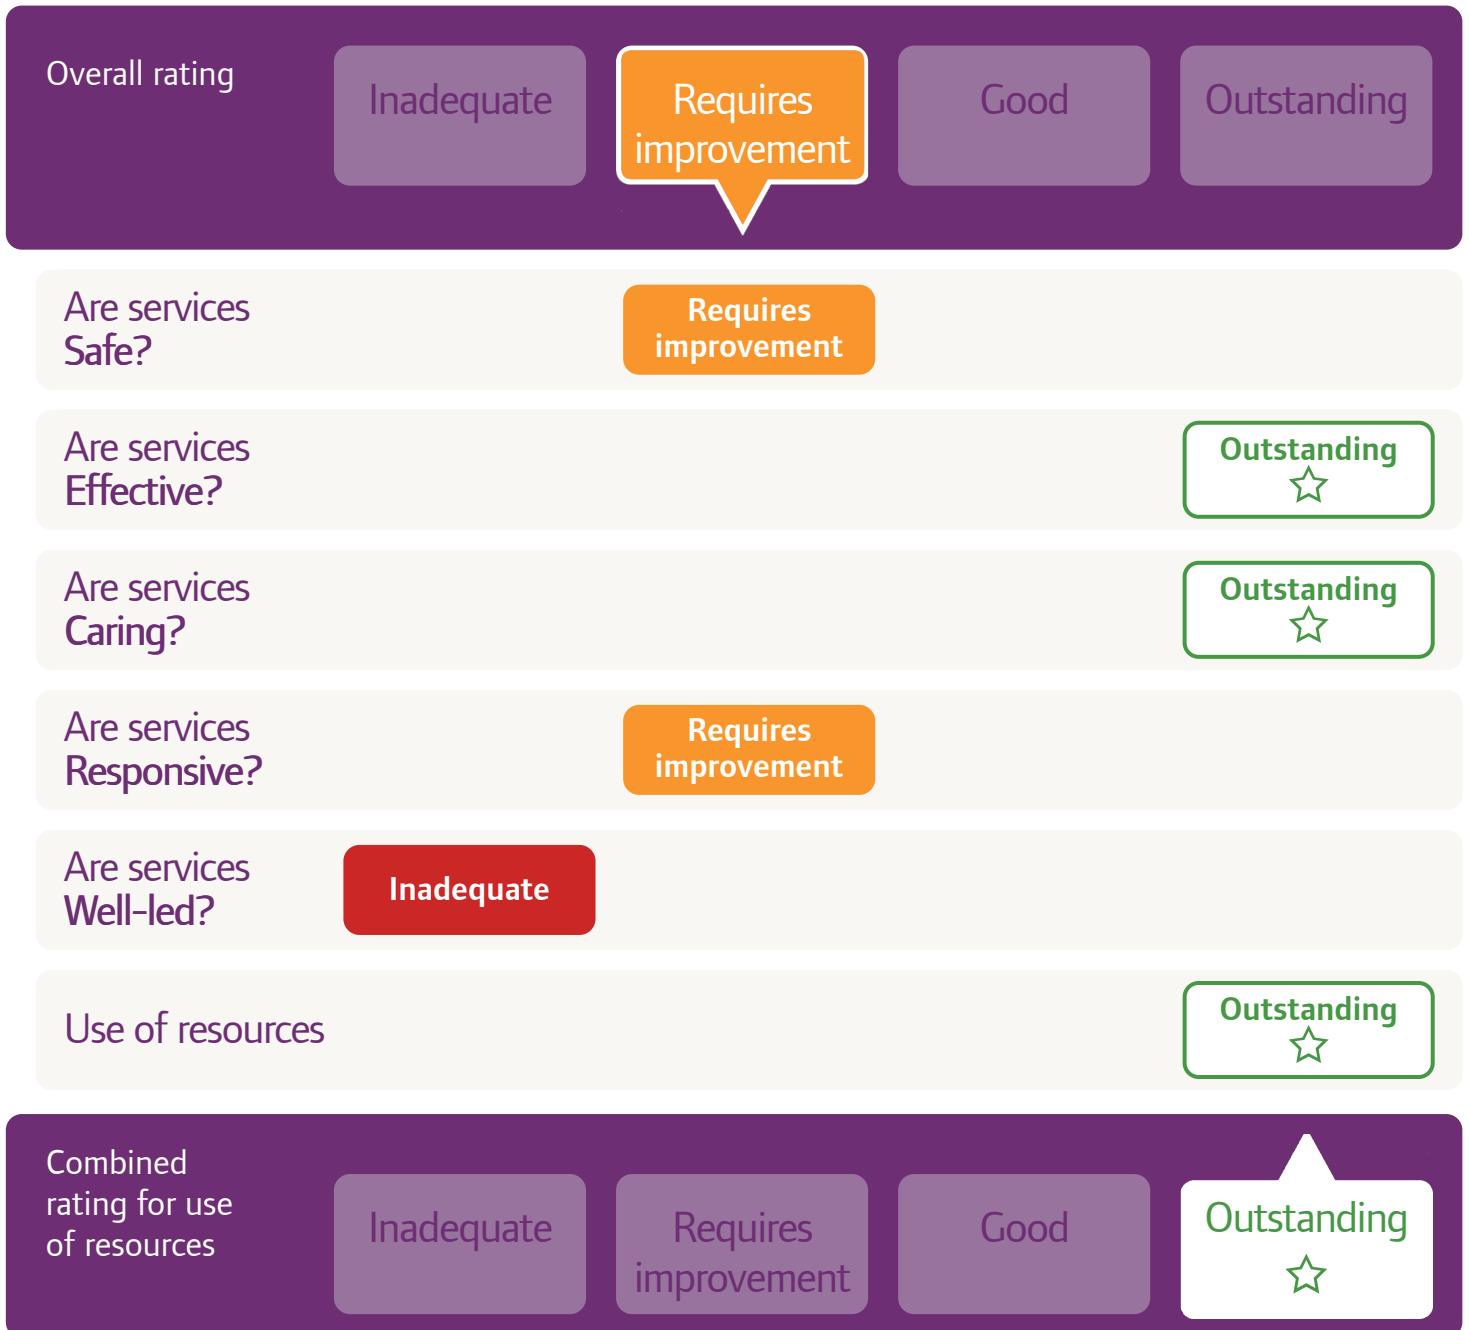 Overall rating
Inadequate
Requires
improvement
Good
Outstanding
Are services
Safe?
Requires
improvement
Are services
Effective?
Outstanding
Are services
Caring?
Outstanding
Are services
Responsive?
Requires
improvement
Are services
Well-led?
Inadequate
Use of resources
Outstanding
Combined
rating for use
of resources
Inadequate
Requires
improvement
Good
Outstanding